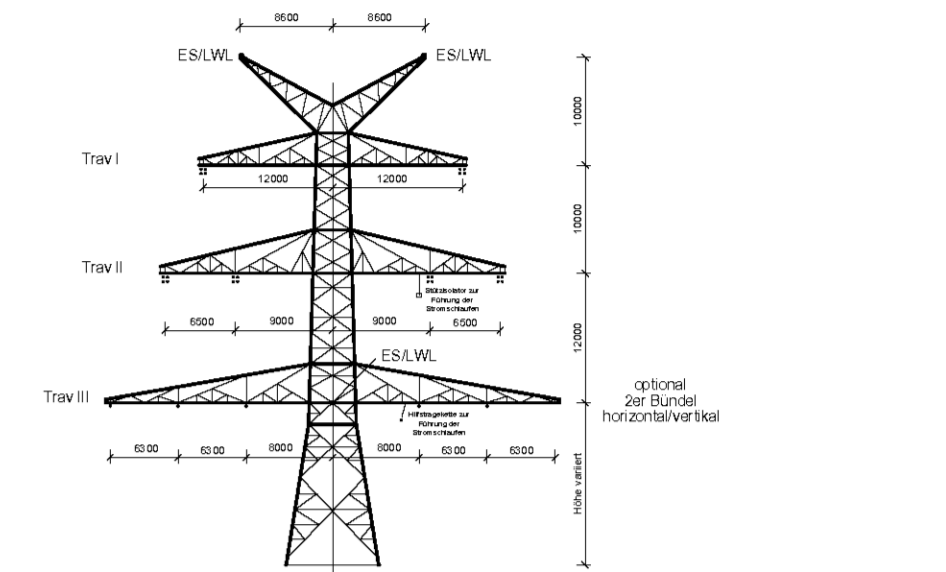 8600 8600
ES/LWL ES/LWL
10000
Trav I
12000 12000
10000
Trav II
Stützisolator zur
Führung der
Stromschlaufen
6500 9000 9000 6500
12000
ES/LWL
Trav III
optional
2er Bündel
horizontal/vertikal
Hilfstragekette zur
Führung der
Stromschlaufen
6300 6300 8000 8000 6300 6300
Höhe variiert